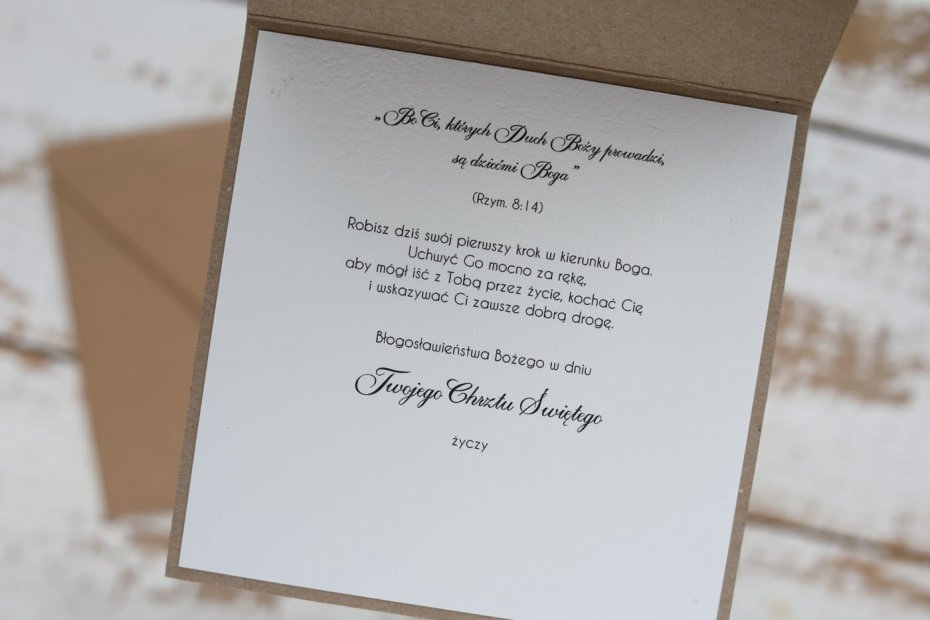 „Bo Ci, których Duch Boży prowadzi,
są dziećmi Boga”
(Rzym. 8:14)
Robisz dziś swój pierwszy krok w kierunku Boga.
Uchwyć Go mocno za rękę,
aby mógł iść z Tobą przez życie, kochać Cię
i wskazywać Ci zawsze dobrą drogę.
Błogosławieństwa Bożego w dniu
Twojego Chrztu Świętego
życzy